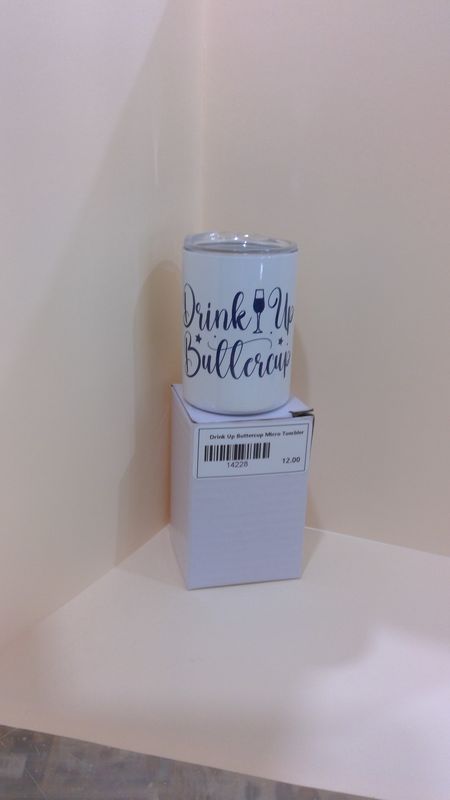 Drink Up
Buttercup
Drink Up Buttercup Micro Tumbler
14228
12.00